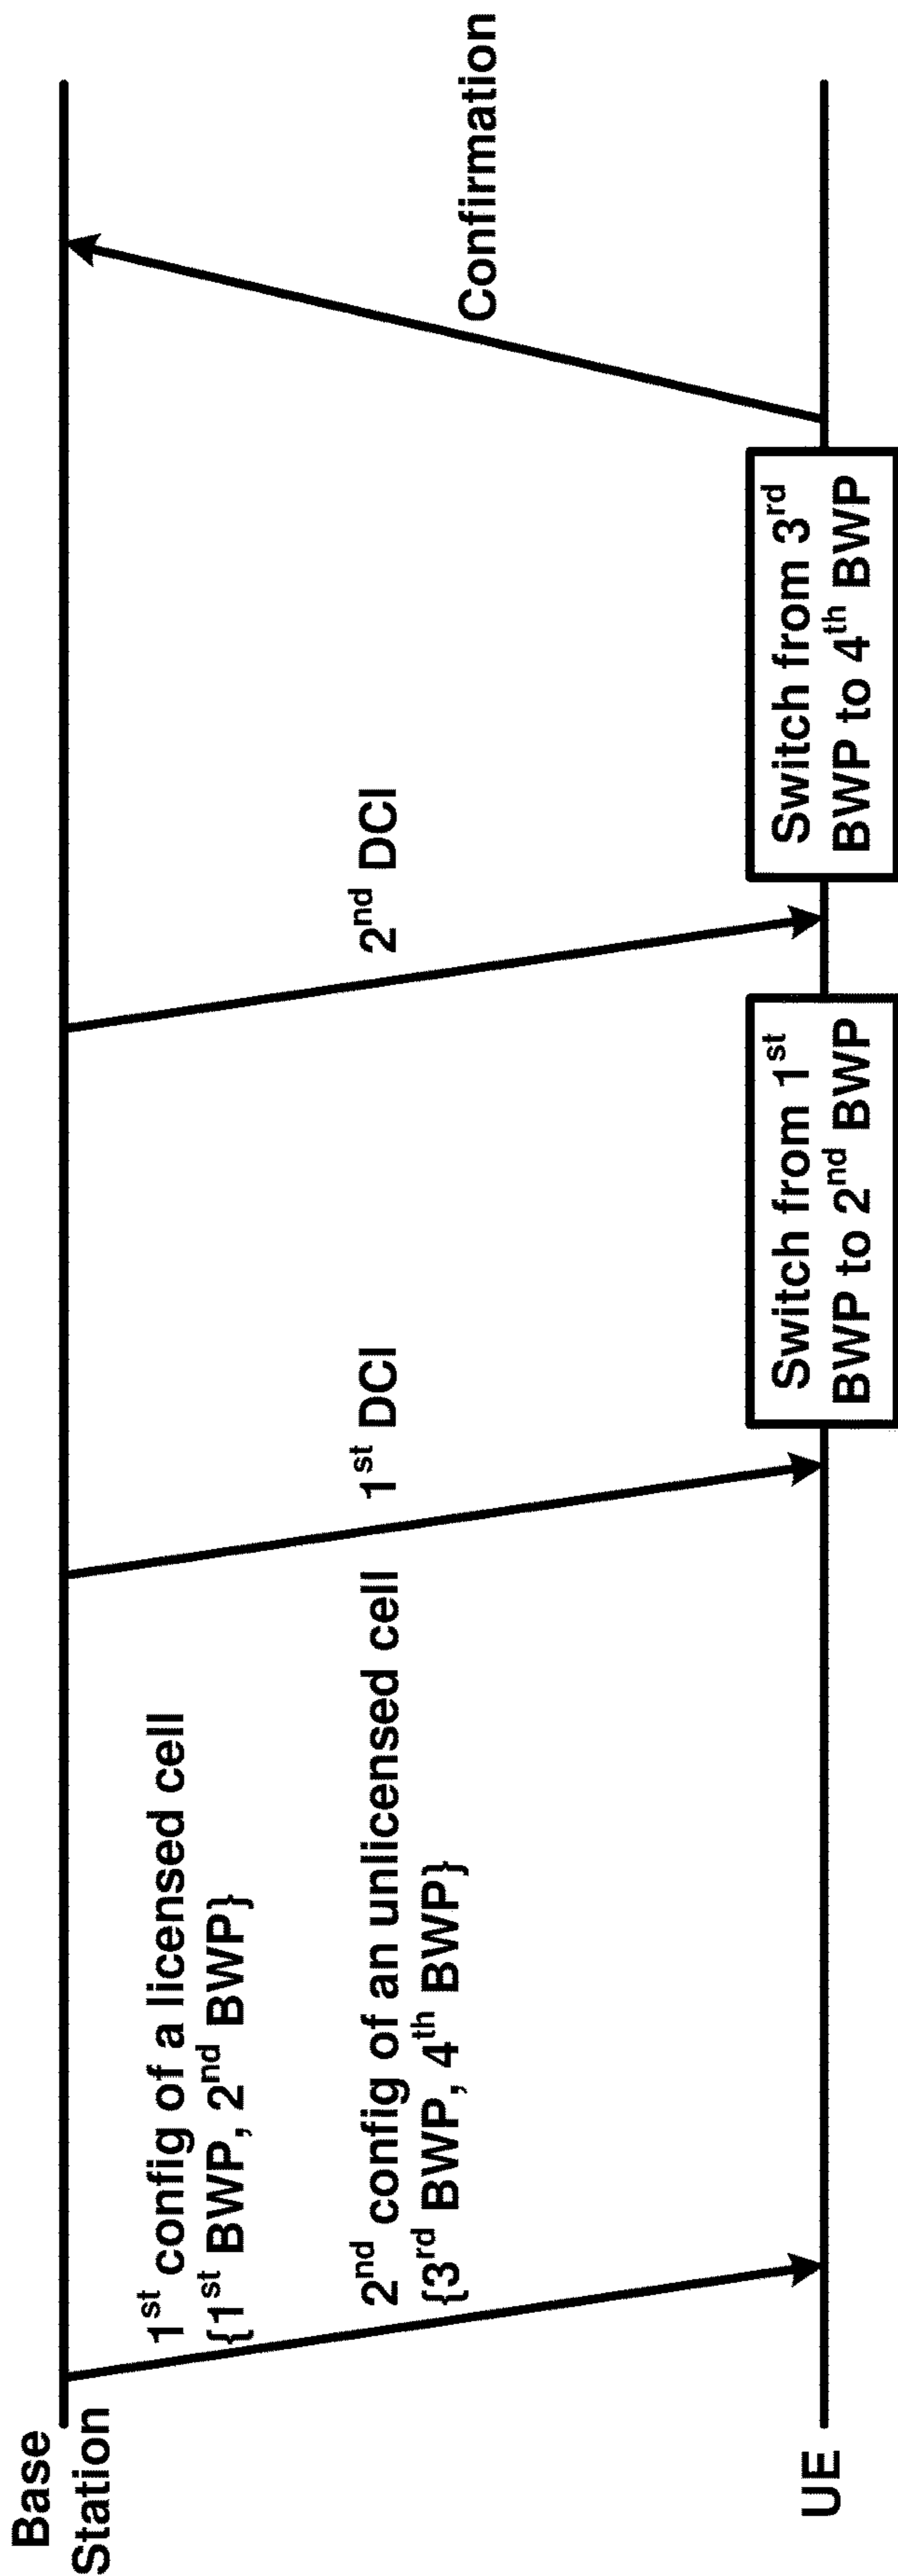 Base
Station
1st config of a licensed cell
{1st BWP, 2nd BWP}
2nd config of an unlicensed cell
{3rd BWP, 4th BWP}
1st DCI
Switch from 1st
BWP to 2nd BWP
2nd DCI
Switch from 3rd
BWP to 4th BWP
Confirmation
UE